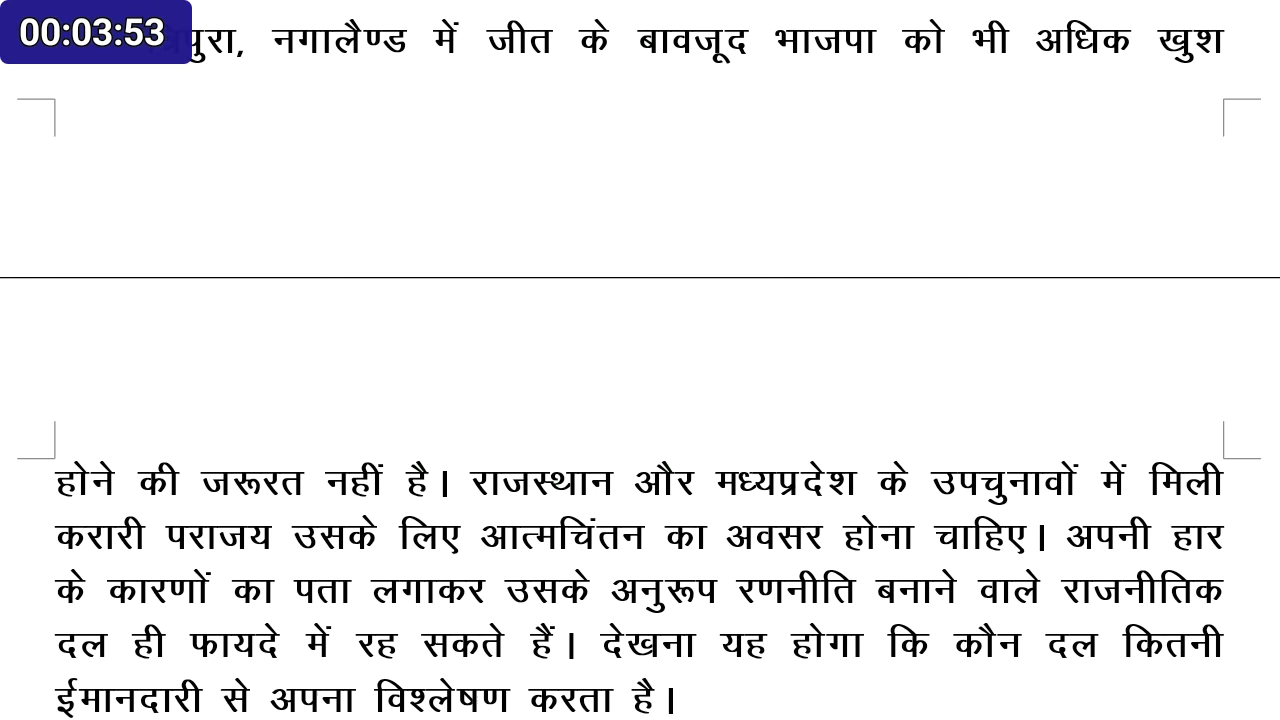 00:03:53
नगालैण्ड में जीत के बावजूद भाजपा को भी अधिक खुश
होने की जरूरत नहीं है। राजस्थान और मध्यप्रदेश के उपचुनावों में मिली
करारी पराजय उसके लिए आत्मचिंतन का अवसर होना चाहिए। अपनी हार
के कारणों का पता लगाकर उसके अनुरूप रणनीति बनाने वाले राजनीतिक
दल ही फायदे में रह सकते हैं। देखना यह होगा कि कौन दल कितनी
ईमानदारी से अपना विश्लेषण करता है।